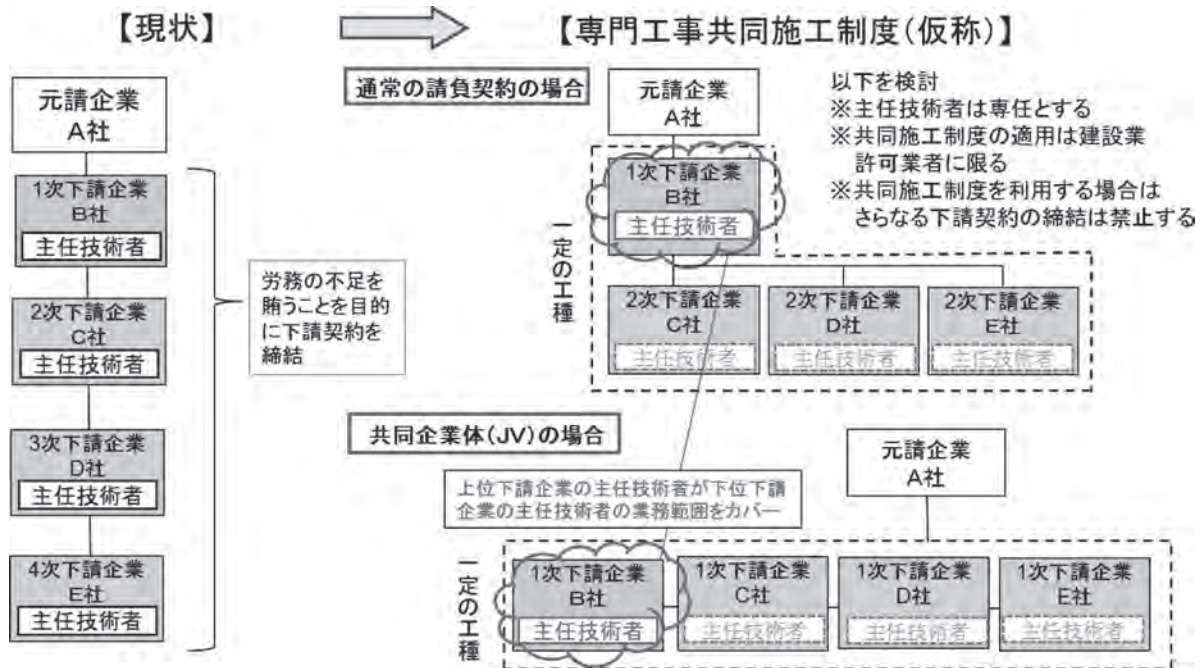 【現状】
【専門工事共同施工制度(仮称)】
元請企業
A社
1次下請企業
B社
主任技術者
2次下請企業
C社
主任技術者
3次下請企業
D社
主任技術者
4次下請企業
E社
主任技術者
労務の不足を
賄うことを目的
に下請契約を
締結
通常の請負契約の場合
元請企業
A社
一定の工種
1次下請企業
B社
主任技術者
2次下請企業
C社
主任技術者
2次下請企業
D社
主任技術者
2次下請企業
E社
主任技術者
以下を検討
※主任技術者は専任とする
※共同施工制度の適用は建設業
許可業者に限る
※共同施工制度を利用する場合は
さらなる下請契約の締結は禁止する
共同企業体(JV)の場合
上位下請企業の主任技術者が下位下請
企業の主任技術者の業務範囲をカバー
元請企業
A社
一定の工種
1次下請企業
B社
主任技術者
1次下請企業
C社
主任技術者
1次下請企業
D社
主任技術者
1次下請企業
E社
主任技術者